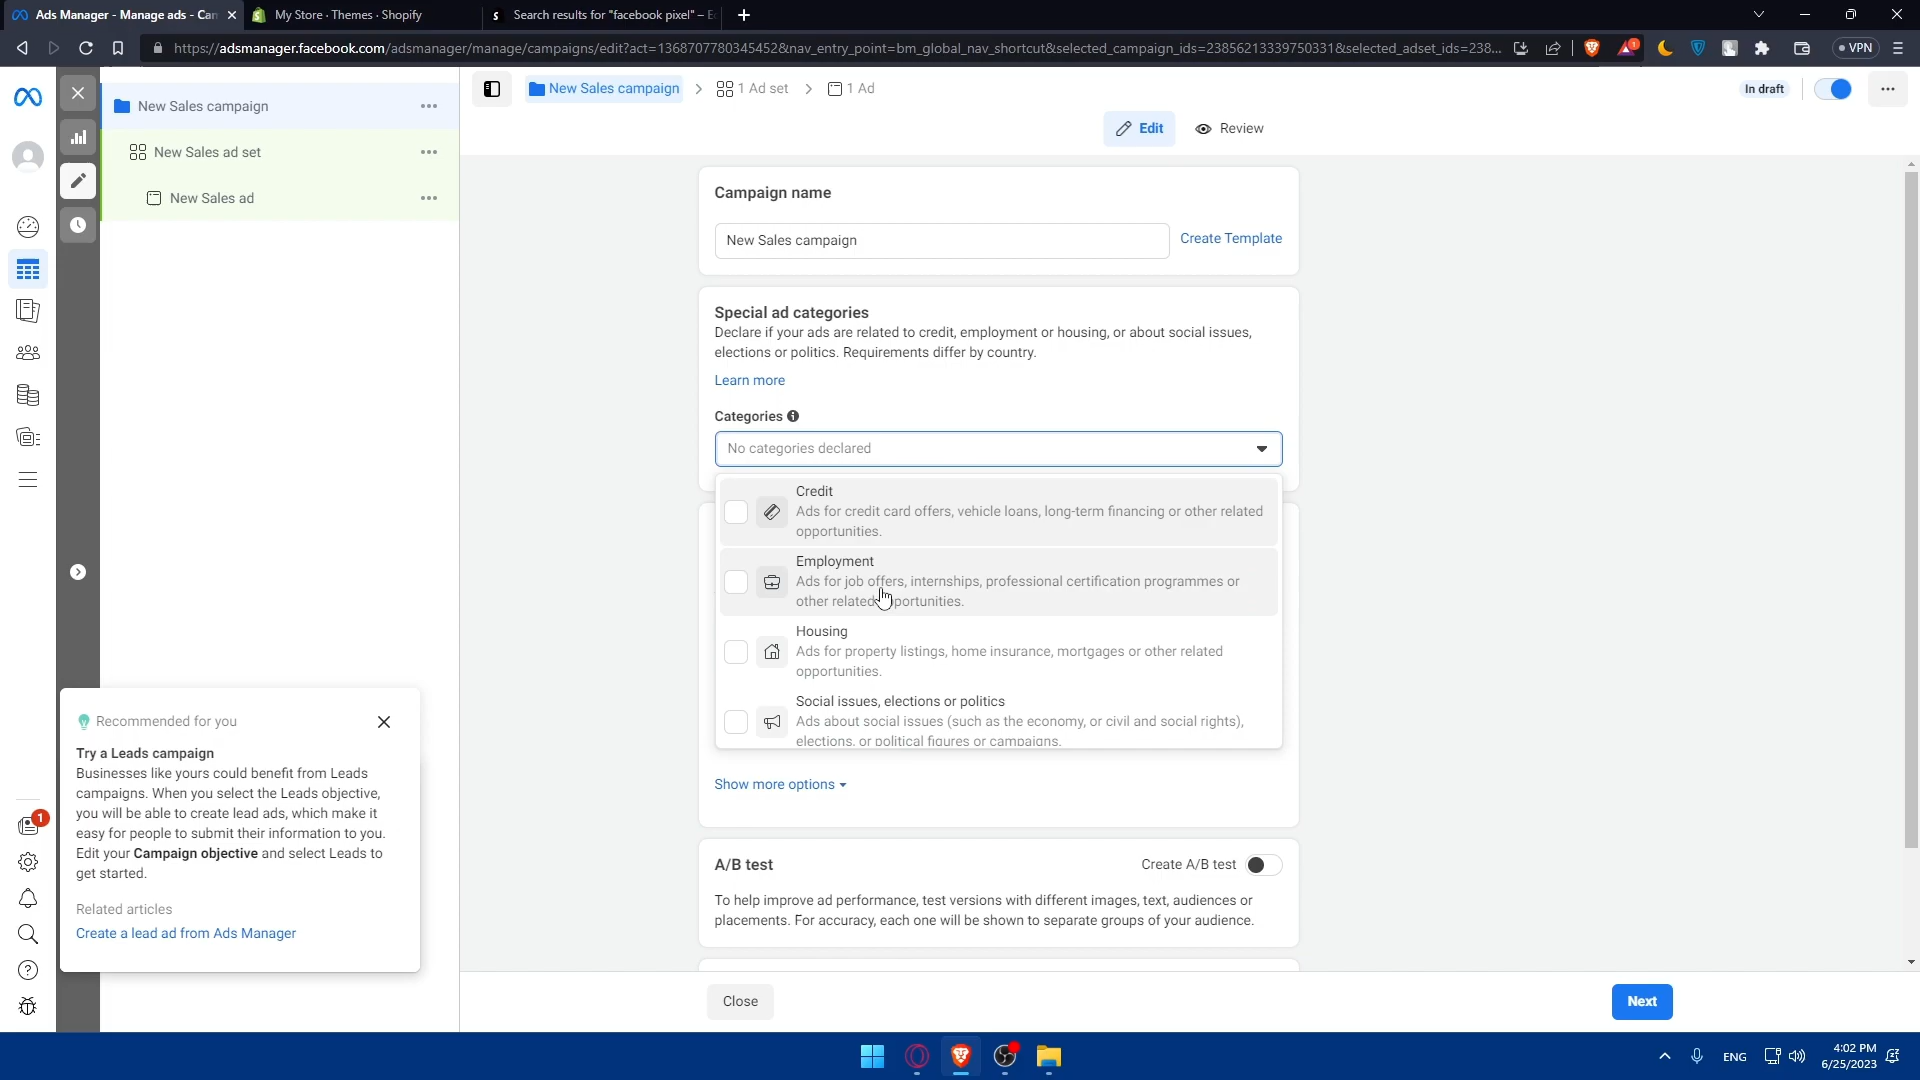 Ads Manager - Manage ads - Can
My Store · Themes · Shopify
Search results for "facebook pixel" – E
https://adsmanager.facebook.com/adsmanager/manage/campaigns/edit?act=1368707780345452&nav_entry_point=bm_global_nav_shortcut&selected_campaign_ids=23856213339750331&selected_adset_ids=238...
VPN
New Sales campaign
New Sales ad set
New Sales ad
New Sales campaign
1 Ad set
1 Ad
In draft
Edit
Review
Campaign name
New Sales campaign
Create Template
Special ad categories
Declare if your ads are related to credit, employment or housing, or about social issues,
elections or politics. Requirements differ by country.
Learn more
Categories
No categories declared
Credit
Ads for credit card offers, vehicle loans, long-term financing or other related
opportunities.
Employment
Ads for job offers, internships, professional certification programmes or
other related opportunities.
Housing
Ads for property listings, home insurance, mortgages or other related
opportunities.
Social issues, elections or politics
Ads about social issues (such as the economy, or civil and social rights),
elections, or political figures or campaigns.
Show more options
A/B test
Create A/B test
To help improve ad performance, test versions with different images, text, audiences or
placements. For accuracy, each one will be shown to separate groups of your audience.
Close
Next
Recommended for you
Try a Leads campaign
Businesses like yours could benefit from Leads
campaigns. When you select the Leads objective,
you will be able to create lead ads, which make it
easy for people to submit their information to you.
Edit your Campaign objective and select Leads to
get started.
Related articles
Create a lead ad from Ads Manager
1
1
ENG
4:02 PM
6/25/2023